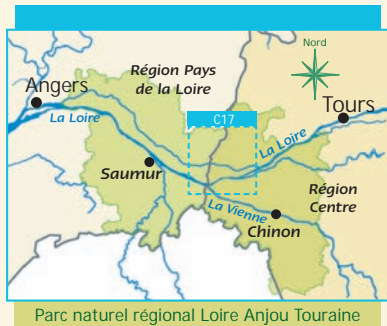 Nord
Région Pays
de la Loire
Angers
Tours
C17
La Loire
La Loire
Saumur
Région
Centre
La Vienne
Chinon
Parc naturel régional Loire Anjou Touraine